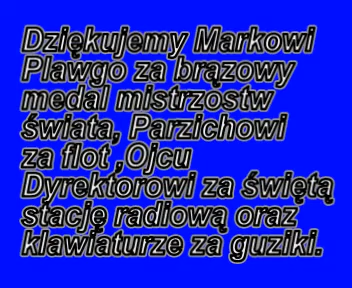 Dziękujemy Markowi
Plawgo za brązowy
medal mistrzostw
świata, Parzichowi
za flot ,Ojcu
Dyrektorowi za świętą
stację radiową oraz
klawiaturze za guziki.